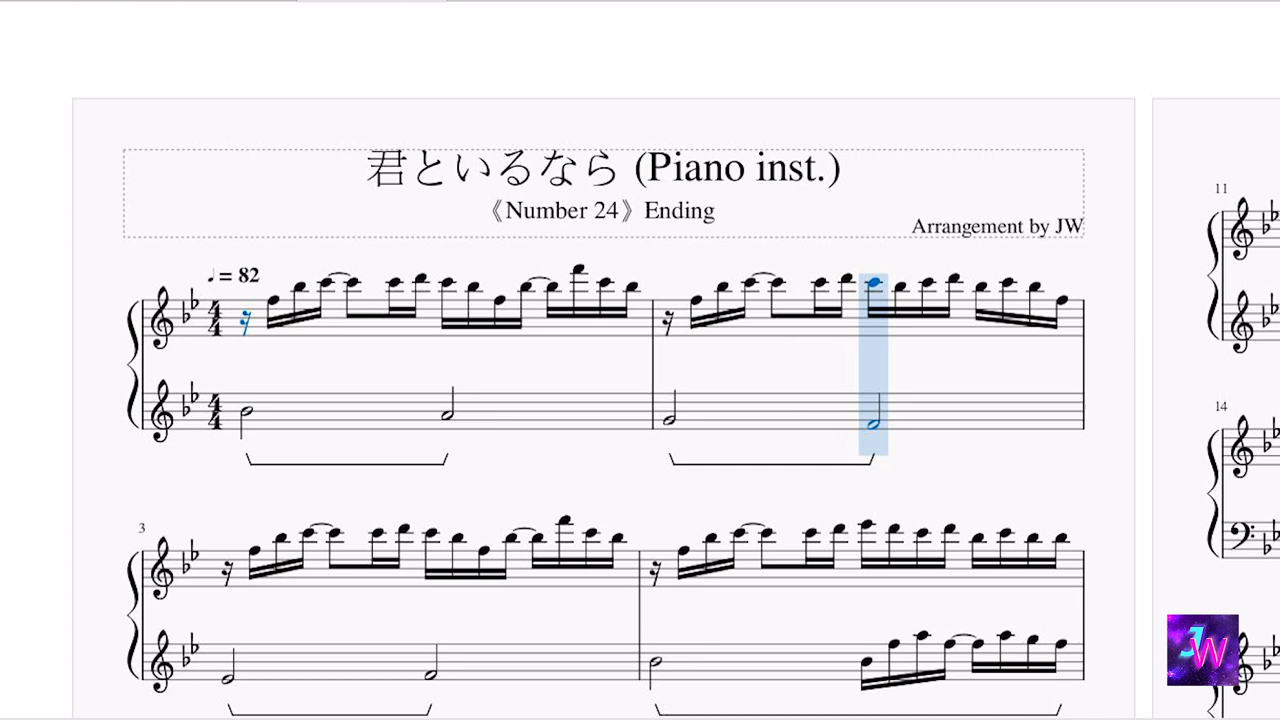 君といるなら (Piano inst.)
《Number 24》Ending
Arrangement by JW
♩ = 82
4
4
4
4
3
11
14
JW